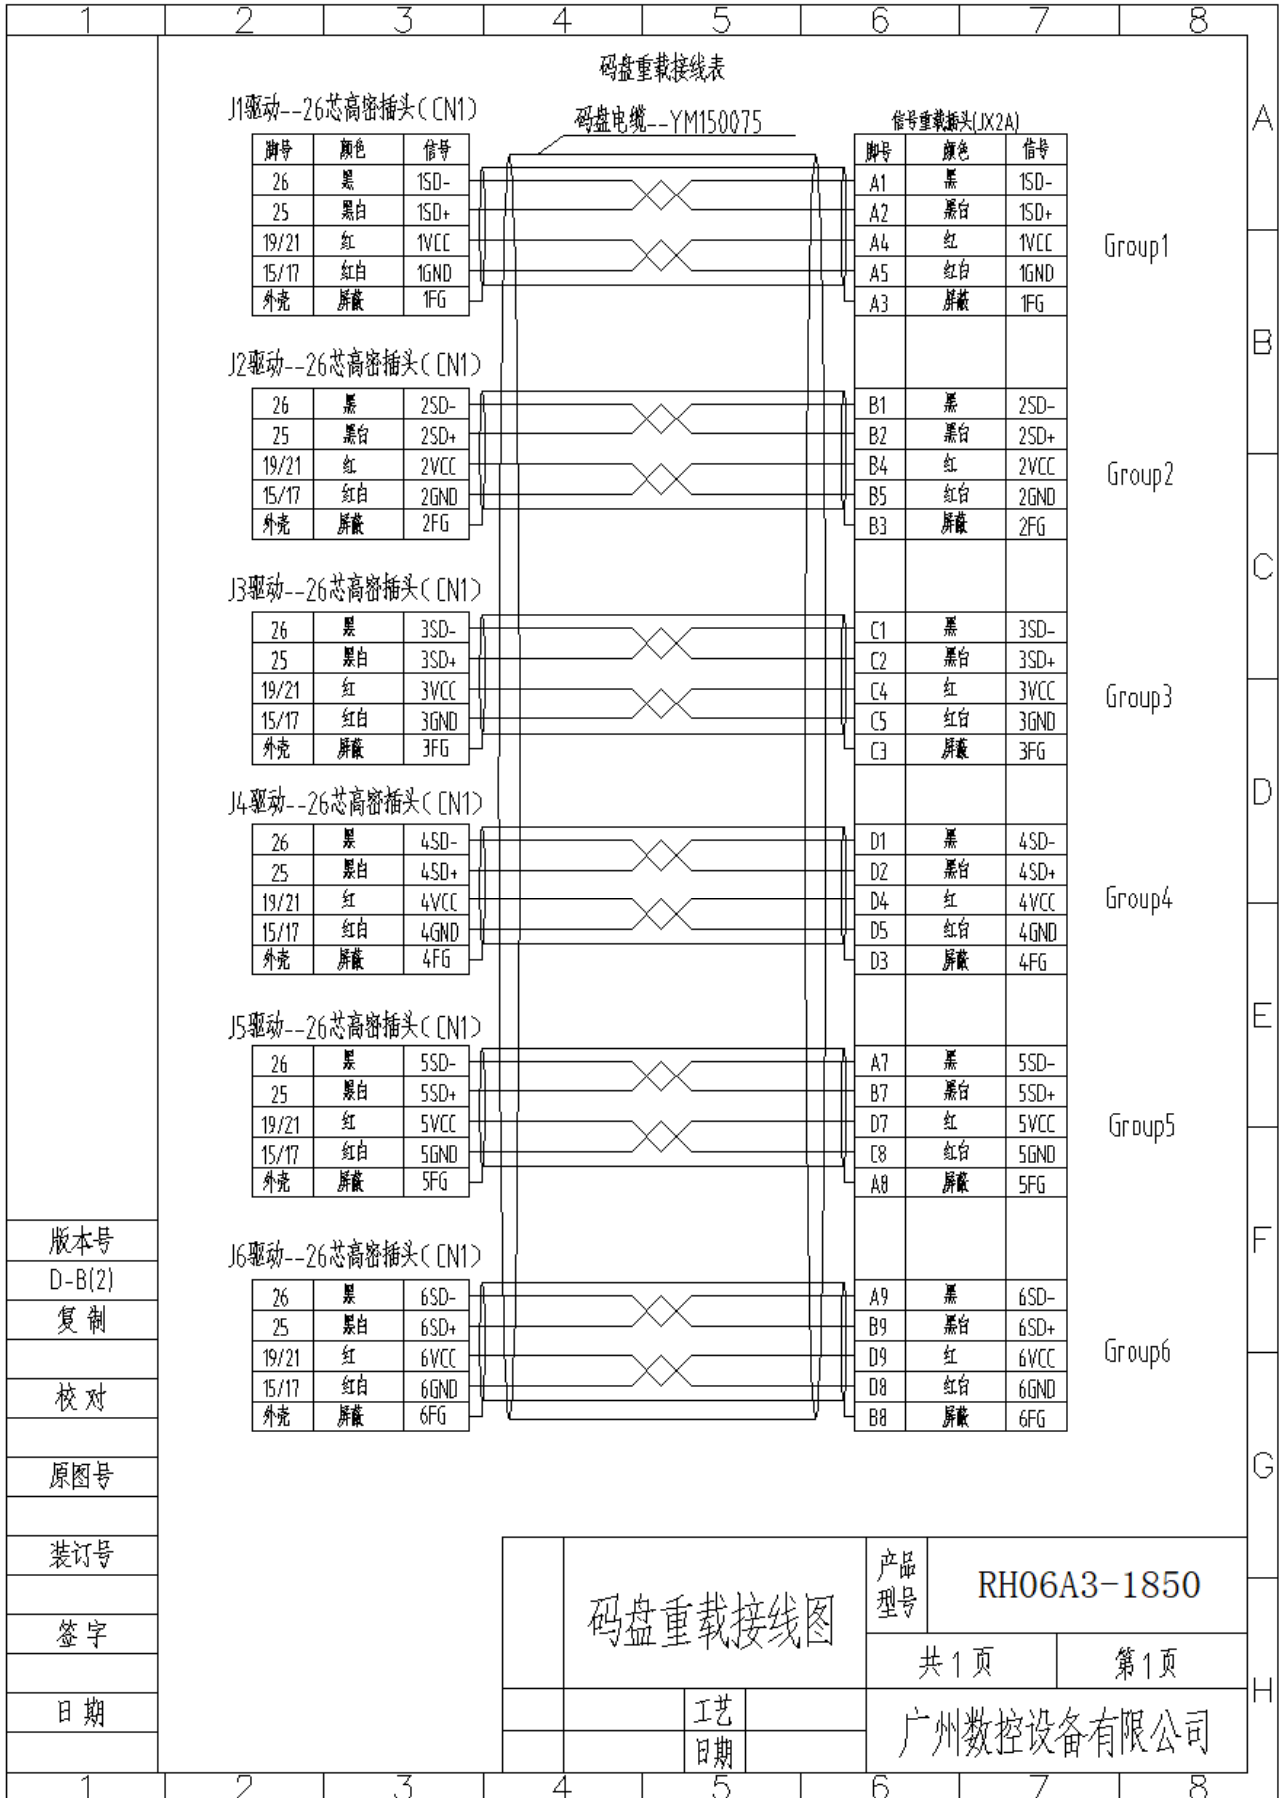 1 2 3 4 5 6 7 8
码盘重载接线表
J1驱动--26芯高密插头(CN1)
码盘电缆--YM150075
信号重载插头(JX2A)
A
脚号 颜色 信号 脚号 颜色 信号
26 黑 1SD- A1 黑 1SD-
25 黑白 1SD+ A2 黑白 1SD+
19/21 红 1VCC A4 红 1VCC
Group1
15/17 红白 1GND A5 红白 1GND
外壳 屏蔽 1FG A3 屏蔽 1FG
B
J2驱动--26芯高密插头(CN1)
26 黑 2SD- B1 黑 2SD-
25 黑白 2SD+ B2 黑白 2SD+
19/21 红 2VCC B4 红 2VCC
Group2
15/17 红白 2GND B5 红白 2GND
外壳 屏蔽 2FG B3 屏蔽 2FG
C
J3驱动--26芯高密插头(CN1)
26 黑 3SD- C1 黑 3SD-
25 黑白 3SD+ C2 黑白 3SD+
19/21 红 3VCC C4 红 3VCC
Group3
15/17 红白 3GND C5 红白 3GND
外壳 屏蔽 3FG C3 屏蔽 3FG
D
J4驱动--26芯高密插头(CN1)
26 黑 4SD- D1 黑 4SD-
25 黑白 4SD+ D2 黑白 4SD+
19/21 红 4VCC D4 红 4VCC
Group4
15/17 红白 4GND D5 红白 4GND
外壳 屏蔽 4FG D3 屏蔽 4FG
E
J5驱动--26芯高密插头(CN1)
26 黑 5SD- A7 黑 5SD-
25 黑白 5SD+ B7 黑白 5SD+
19/21 红 5VCC D7 红 5VCC
Group5
15/17 红白 5GND C8 红白 5GND
外壳 屏蔽 5FG A8 屏蔽 5FG
F
J6驱动--26芯高密插头(CN1)
26 黑 6SD- A9 黑 6SD-
25 黑白 6SD+ B9 黑白 6SD+
19/21 红 6VCC D9 红 6VCC
Group6
15/17 红白 6GND D8 红白 6GND
外壳 屏蔽 6FG B8 屏蔽 6FG
G
版本号
D-B(2)
复制
校对
原图号
装订号
签字
日期
码盘重载接线图
产品
型号
RH06A3-1850
共1页 第1页
H
工艺
日期
广州数控设备有限公司
1 2 3 4 5 6 7 8